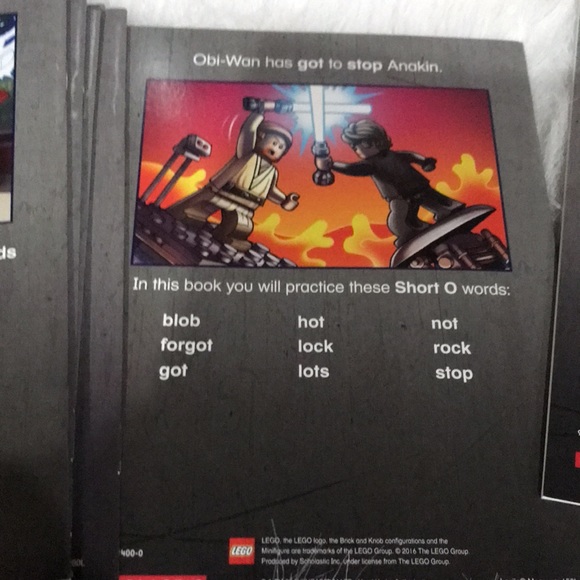 Obi-Wan has got to stop Anakin.
ds
In this book you will practice these Short O words:
blob hot not
forgot lock rock
got lots stop
400-0
LEGO
LEGO, the LEGO logo, the Brick and Knob configurations and the
Minifigure are trademarks of the LEGO Group. © 2016 The LEGO Group.
Produced by Scholastic Inc. under license from The LEGO Group.